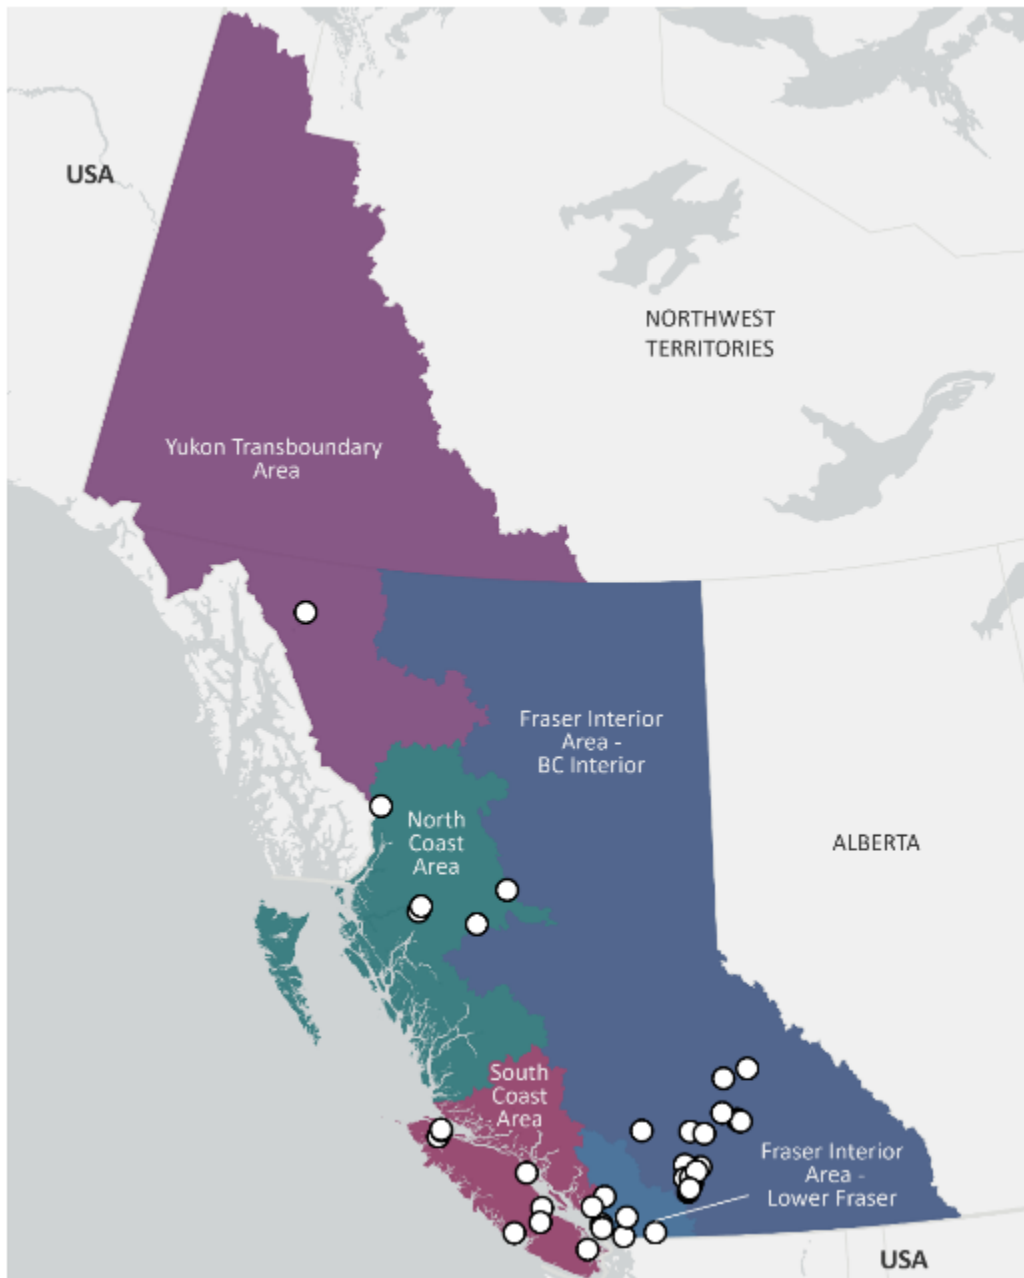 USA
NORTHWEST
TERRITORIES
Yukon Transboundary
Area
Fraser Interior
Area -
BC Interior
North
Coast
Area
ALBERTA
South
Coast
Area
Fraser Interior
Area -
Lower Fraser
USA